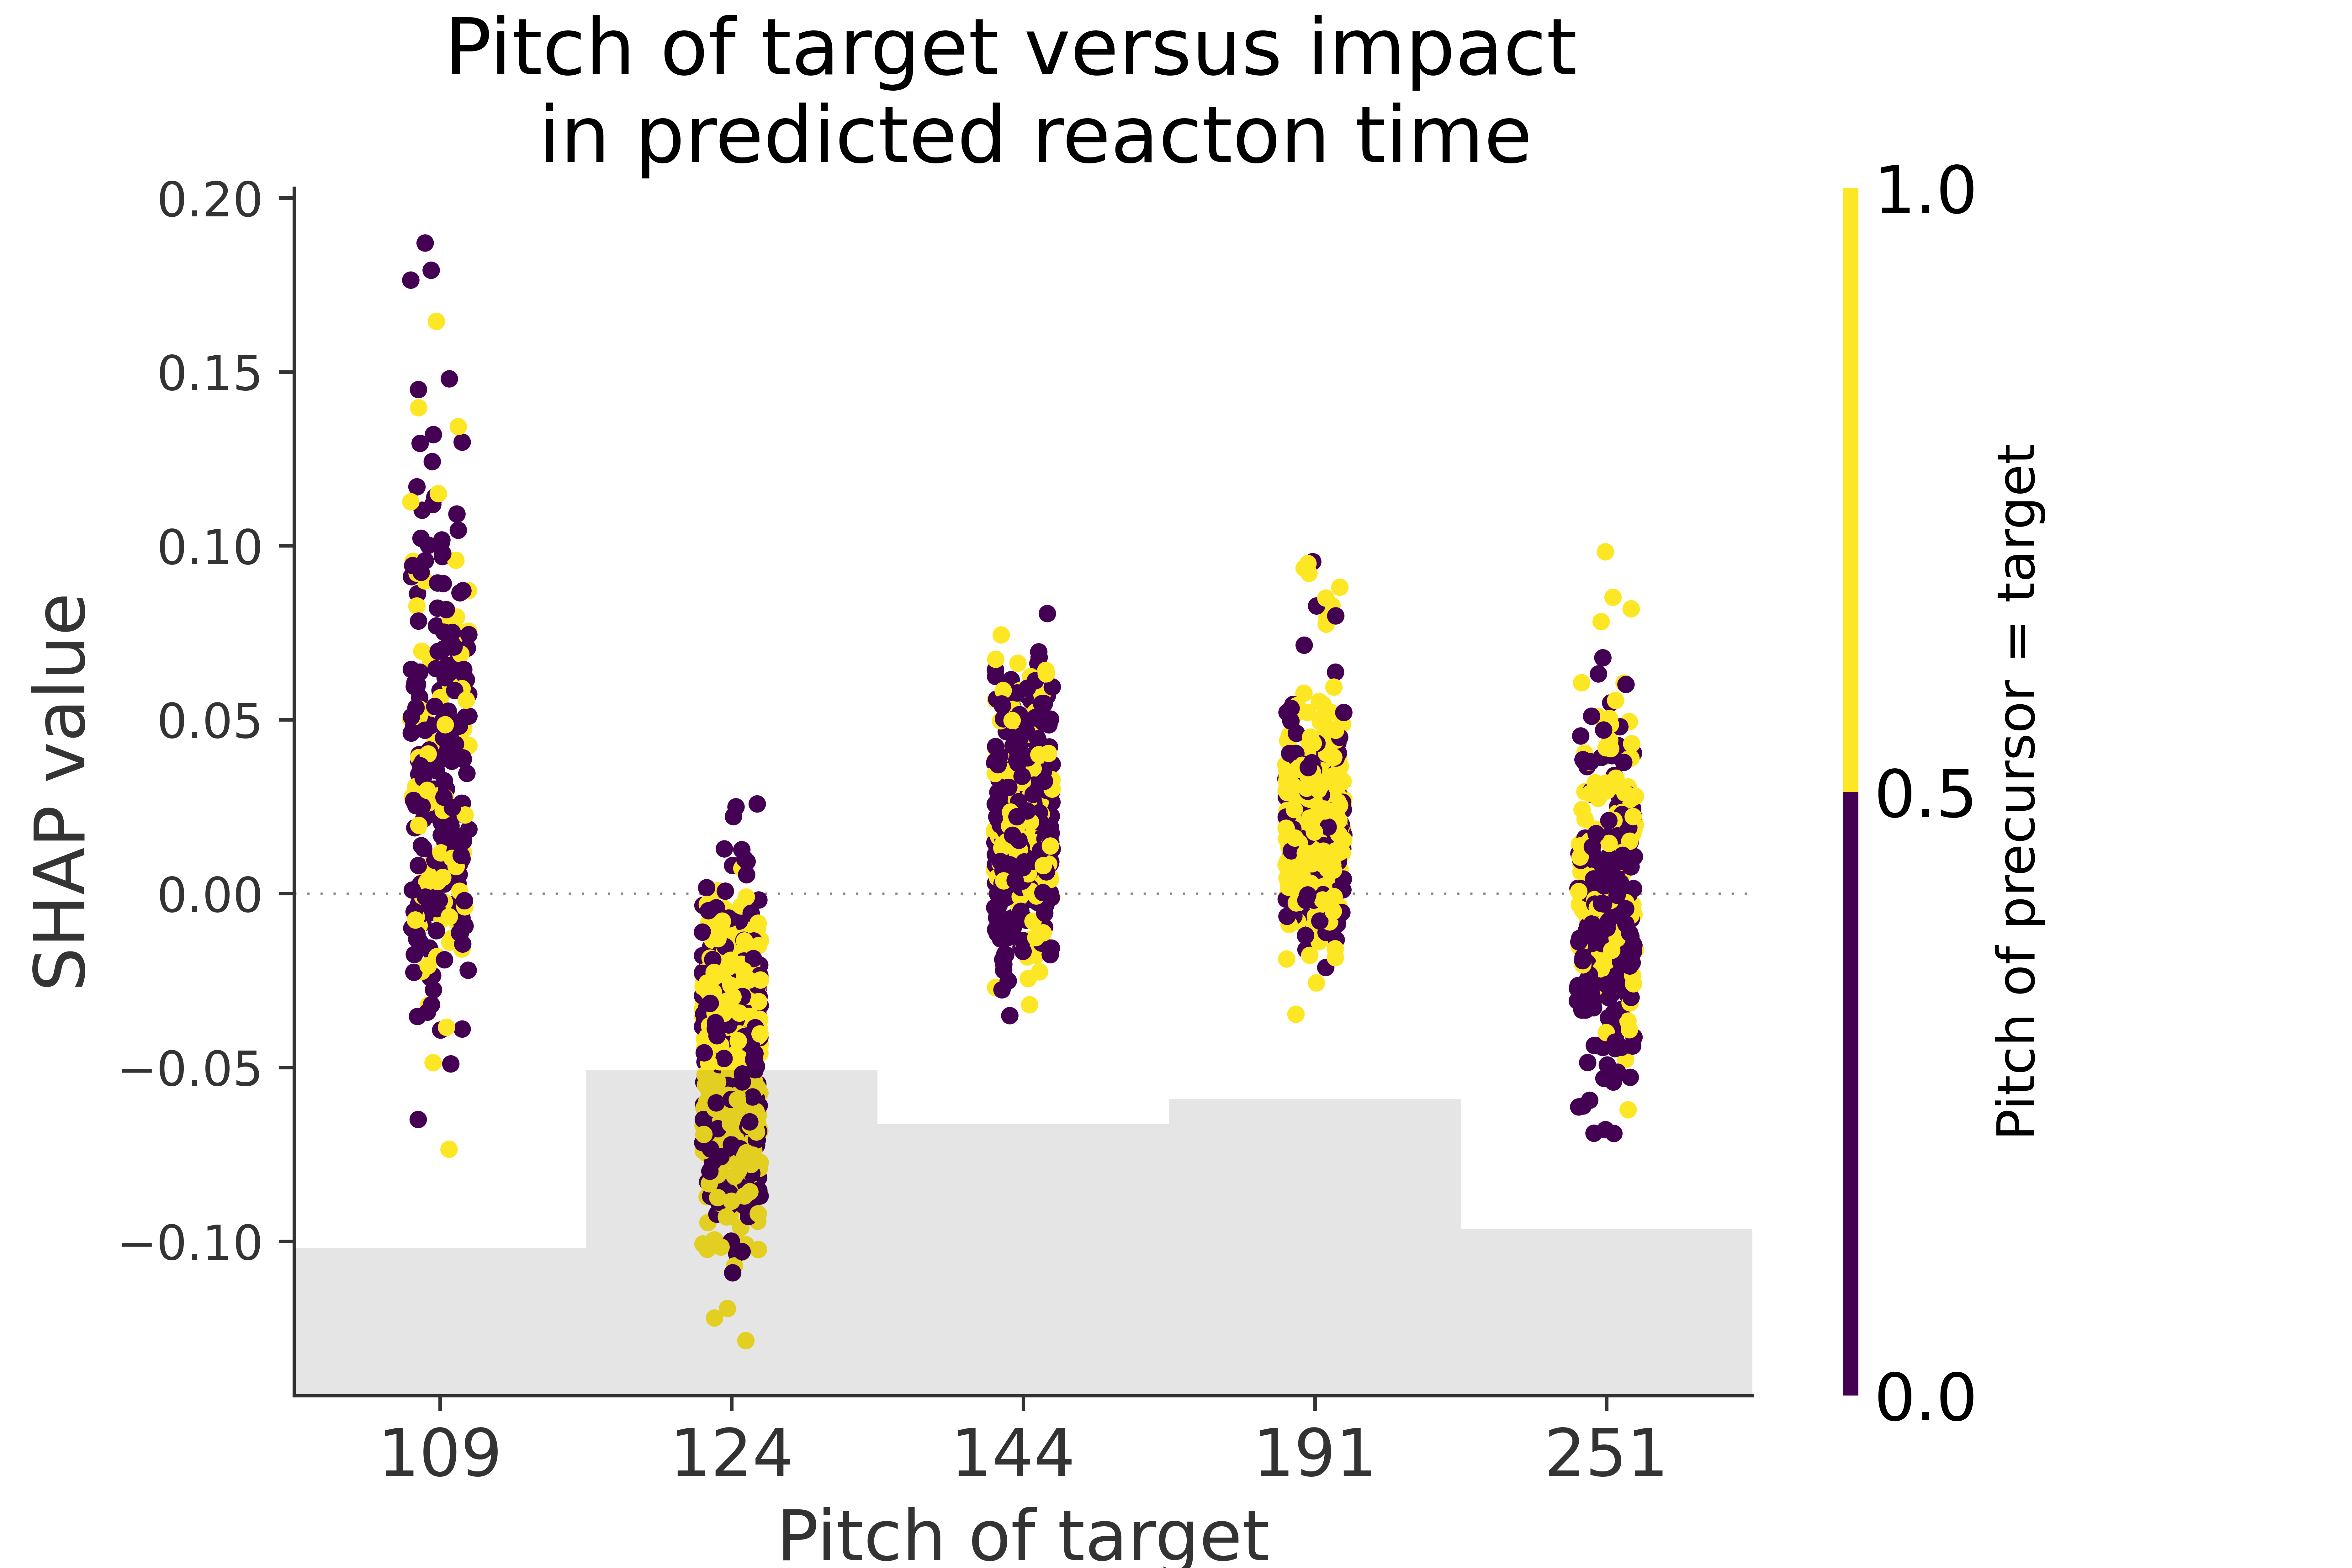 Pitch of target versus impact
in predicted reacton time
SHAP value
0.20
0.15
0.10
0.05
0.00
−0.05
−0.10
109 124 144 191 251
Pitch of target
1.0
0.5
0.0
Pitch of precursor = target